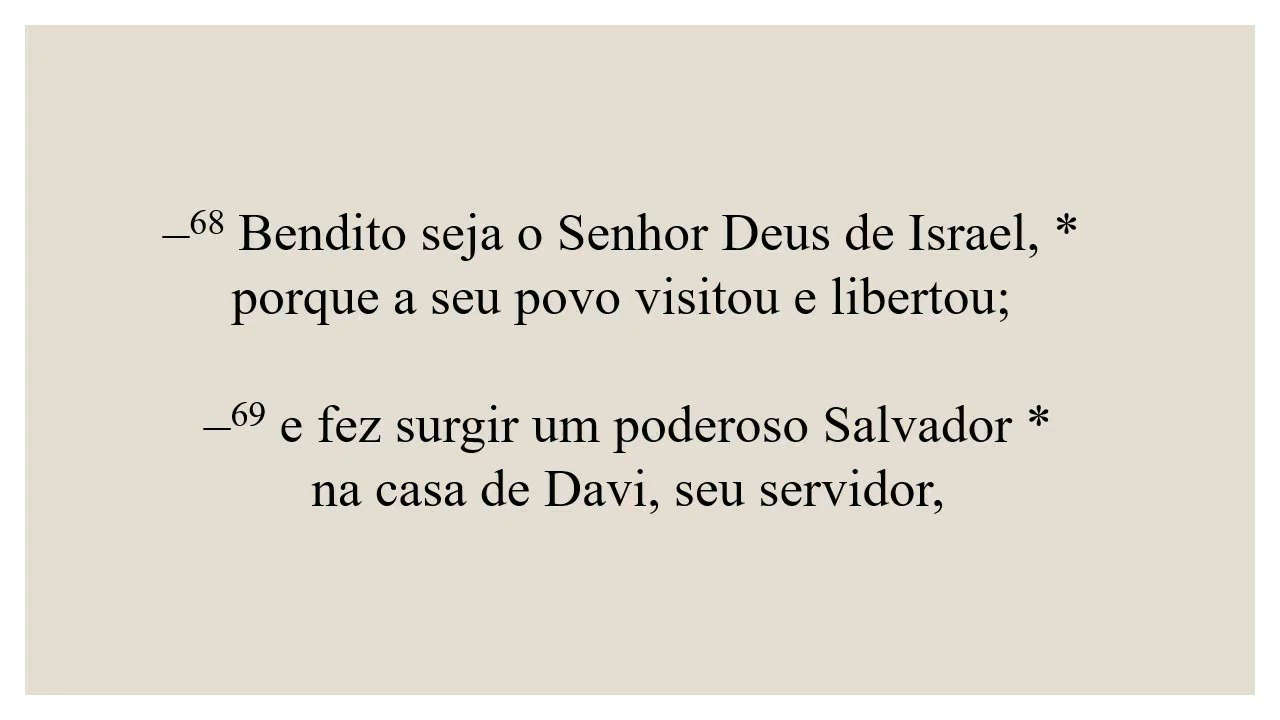 –⁶⁸ Bendito seja o Senhor Deus de Israel, *
porque a seu povo visitou e libertou;
–⁶⁹ e fez surgir um poderoso Salvador *
na casa de Davi, seu servidor,